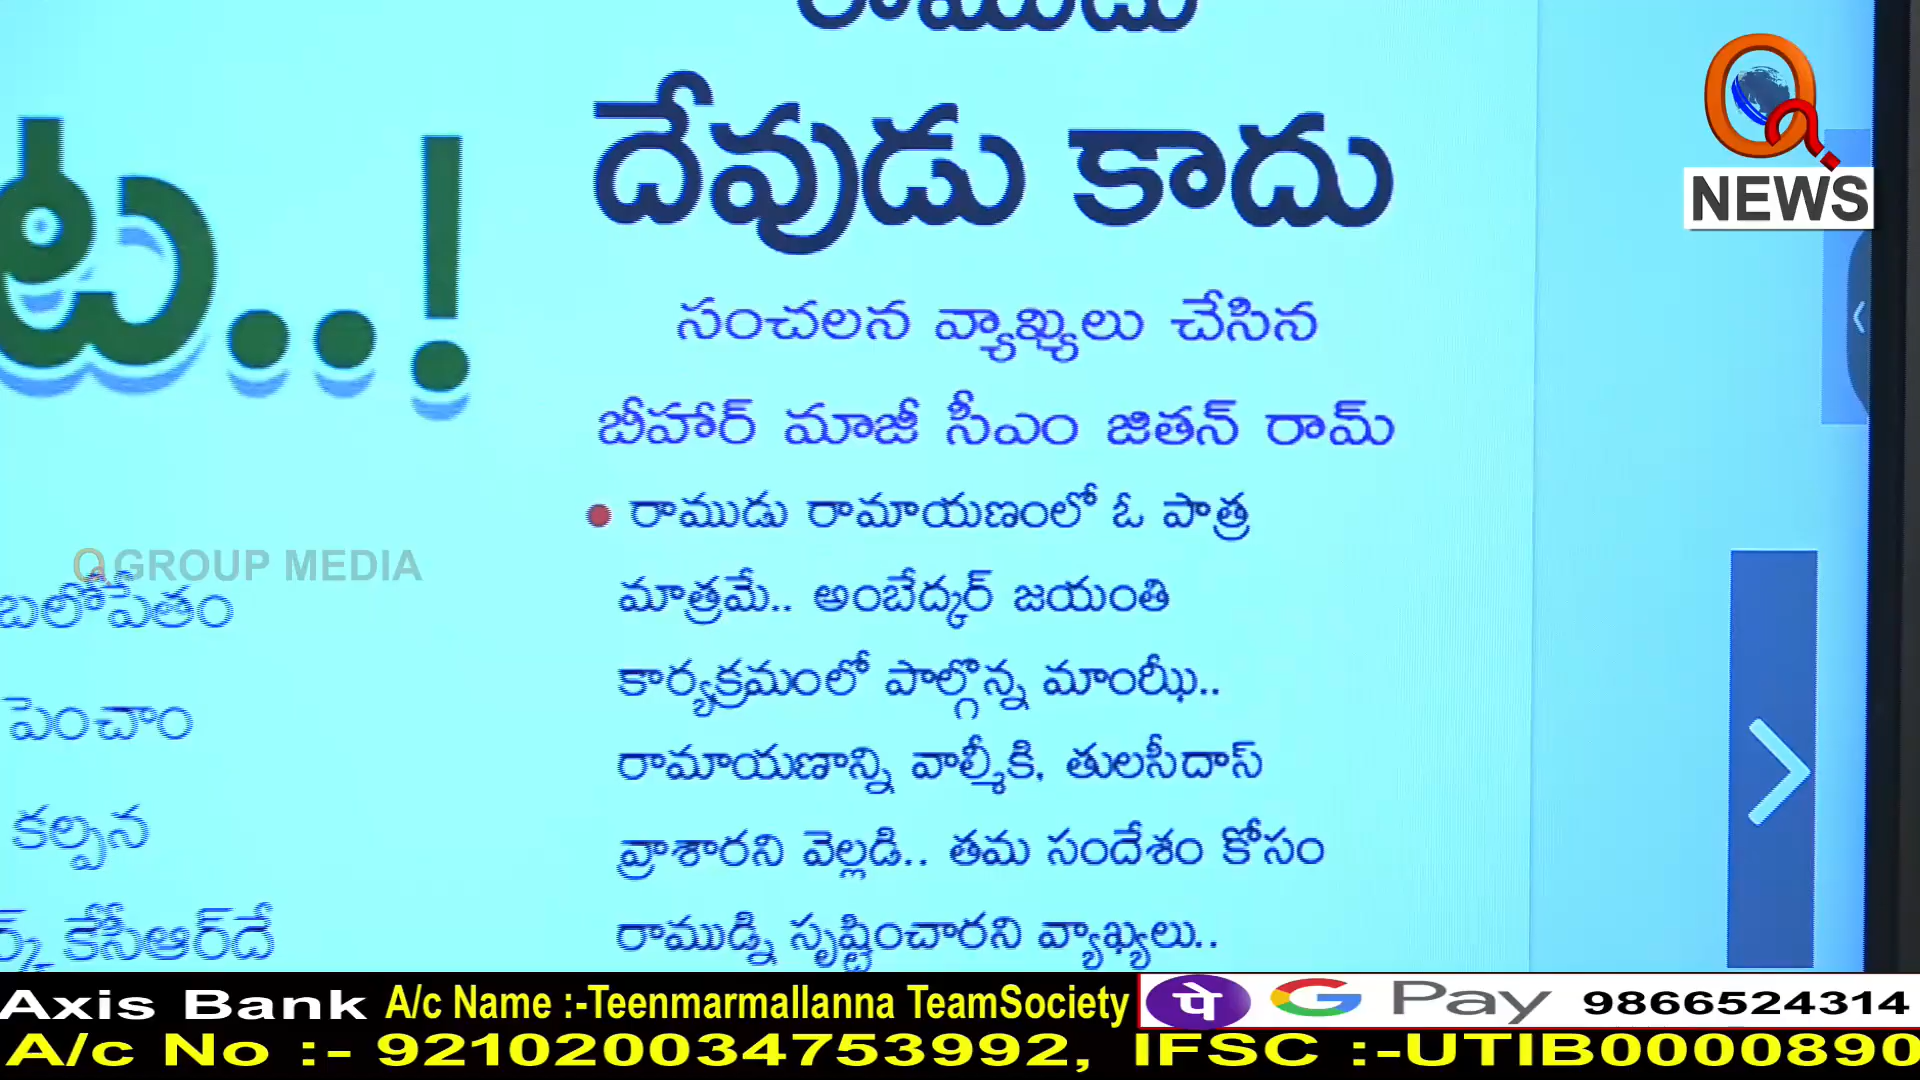 రాముడు
దేవుడు కాదు
సంచలన వ్యాఖ్యలు చేసిన
బీహార్ మాజీ సీఎం జితన్ రామ్
• రాముడు రామాయణంలో ఓ పాత్ర
మాత్రమే.. అంబేద్కర్ జయంతి
కార్యక్రమంలో పాల్గొన్న మాంఝీ..
రామాయణాన్ని వాల్మీకి, తులసీదాస్
వ్రాశారని వెల్లడి.. తమ సందేశం కోసం
రాముడ్ని సృష్టించారని వ్యాఖ్యలు..
ట..!
బలోపేతం
పెంచాం
కల్పన
కేసీఆర్‌దే
Q GROUP MEDIA
Q NEWS
Axis Bank A/c Name :-Teenmarmallanna TeamSociety पे G Pay 9866524314
A/c No :- 921020034753992, IFSC :-UTIB0000890